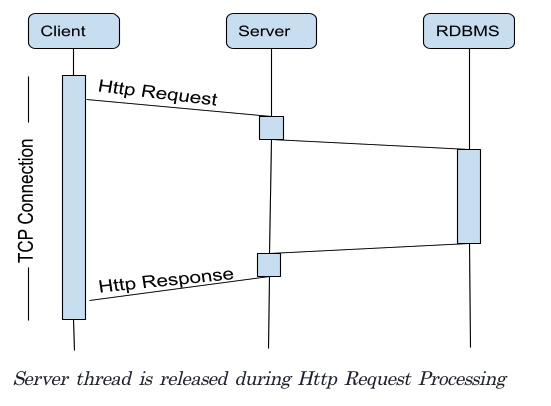 Client
Server
RDBMS
Http Request
TCP Connection
Http Response
Server thread is released during Http Request Processing